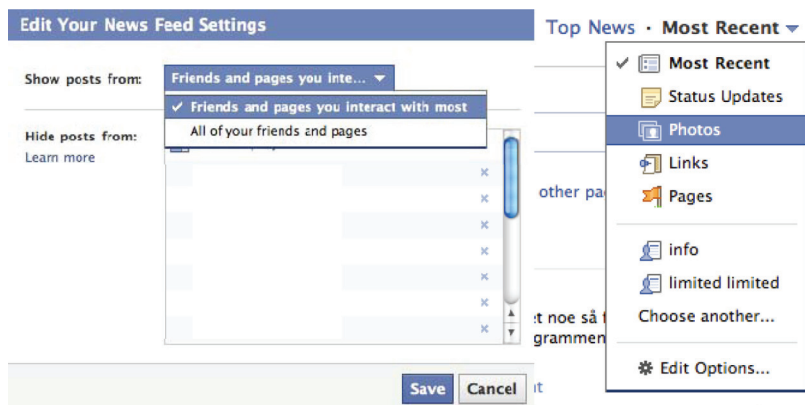 Edit Your News Feed Settings
Show posts from:
Friends and pages you inte...
Friends and pages you interact with most
All of your friends and pages
Hide posts from:
Learn more
Save
Cancel
Top News · Most Recent
Most Recent
Status Updates
Photos
Links
Pages
info
limited limited
Choose another...
Edit Options...
other pa
et noe så f
grammen